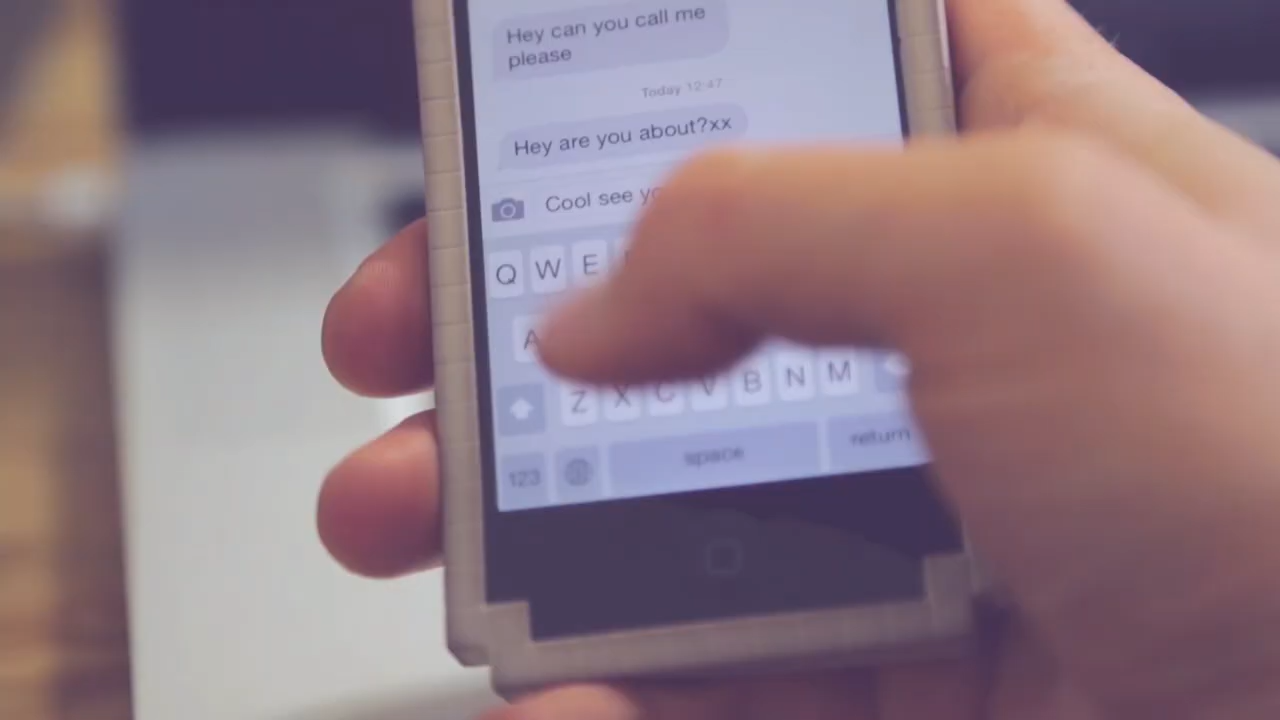 Hey can you call me
please
Today 12:47
Hey are you about?xx
Cool see
Q W E
A
Z X C V B N M
123 space return